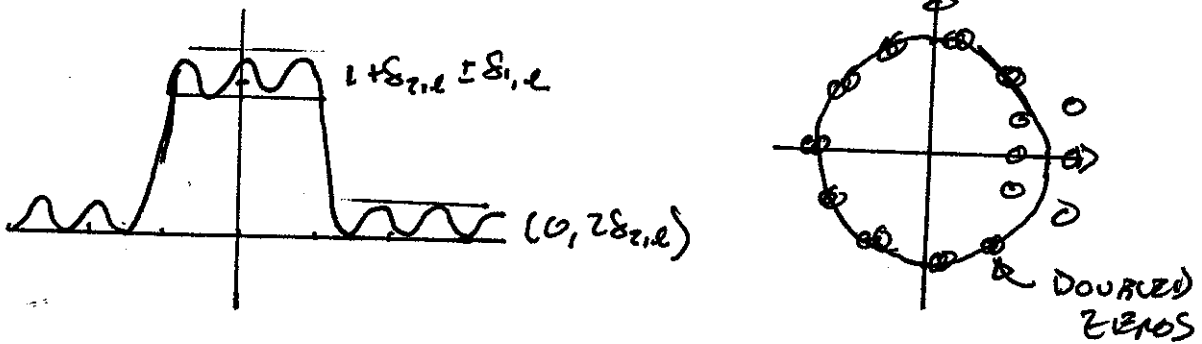 1 + δ₂,ℓ ± δ₁,ℓ
(0, 2δ₂,ℓ)
DOUBLED
ZEROS